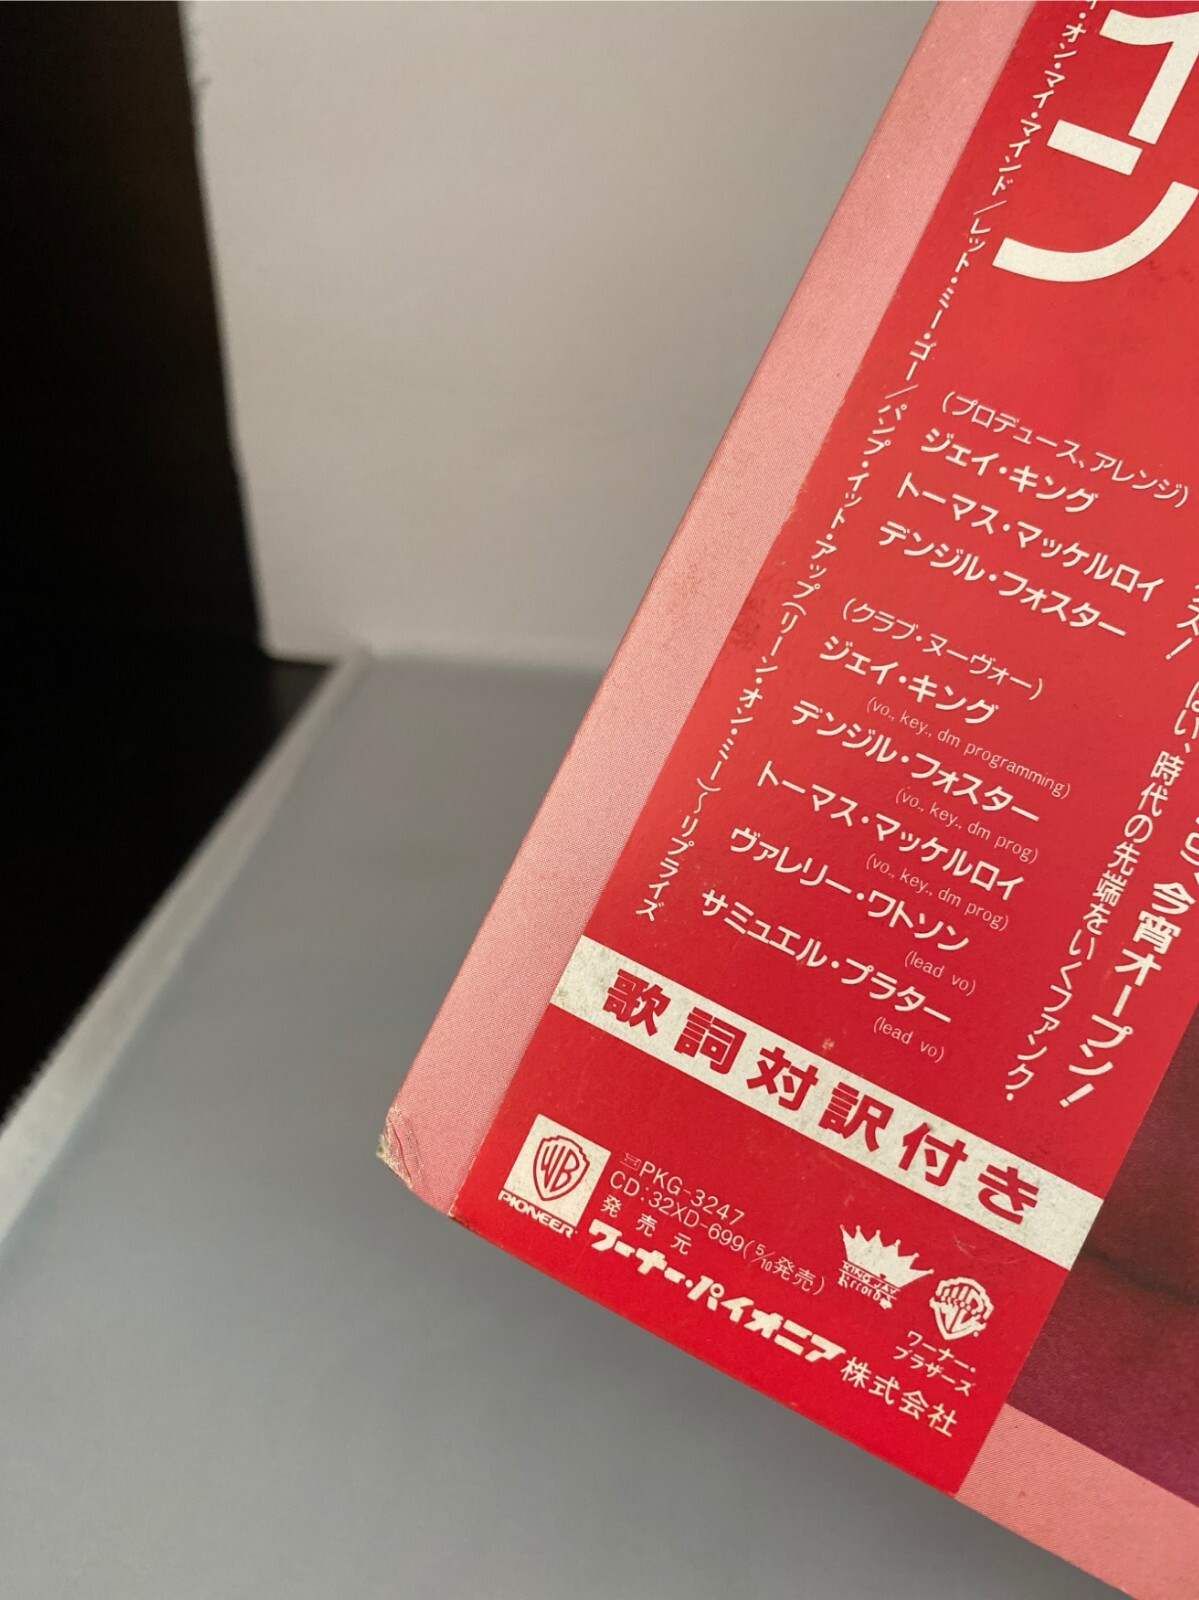 イン
オン・マイ・マインド/レット・ミー・ゴー/パンプ・イット・アップ(リーン・オン・ミー)～リプライズ
(プロデュース、アレンジ)
ジェイ・キング
トーマス・マッケルロイ
デンジル・フォスター
(クラブ・ヌーヴォー)
ジェイ・キング
(vo., key., dm programming)
デンジル・フォスター
(vo., key., dm prog)
トーマス・マッケルロイ
(vo., key., dm prog)
ヴァレリー・ワトソン
(lead vo)
サミュエル・プラター
(lead vo)
今宵オープン!
時代の先端をいくファンク・
歌詞対訳付き
WB
PIONEER
PKG-3247
CD:32XD-699(5/10発売)
発売元
ワーナー・パイオニア株式会社
KING JAY
RECORDS
ワーナー・
ブラザーズ